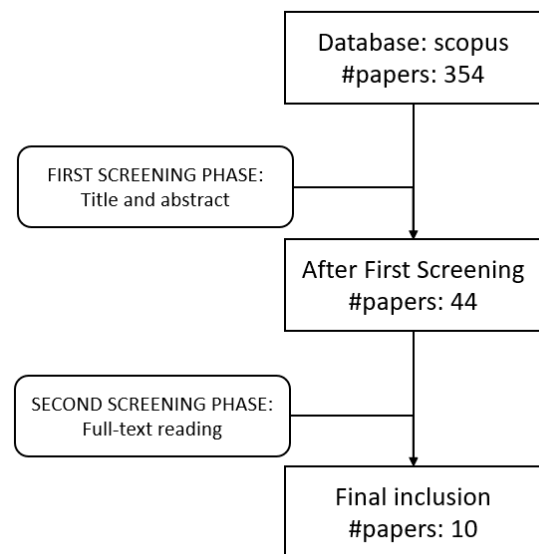 Database: scopus
#papers: 354
FIRST SCREENING PHASE:
Title and abstract
After First Screening
#papers: 44
SECOND SCREENING PHASE:
Full-text reading
Final inclusion
#papers: 10